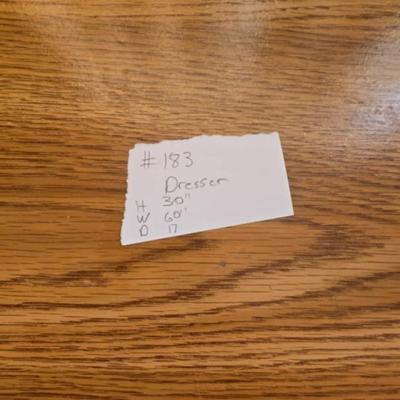 #183
Dresser
H 30"
W 60"
D 17